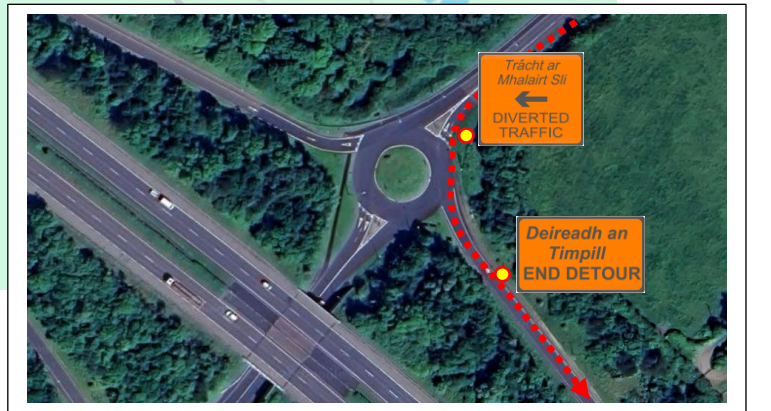 Trácht ar
Mhalairt Slí
DIVERTED
TRAFFIC
Deireadh an
Timpill
END DETOUR